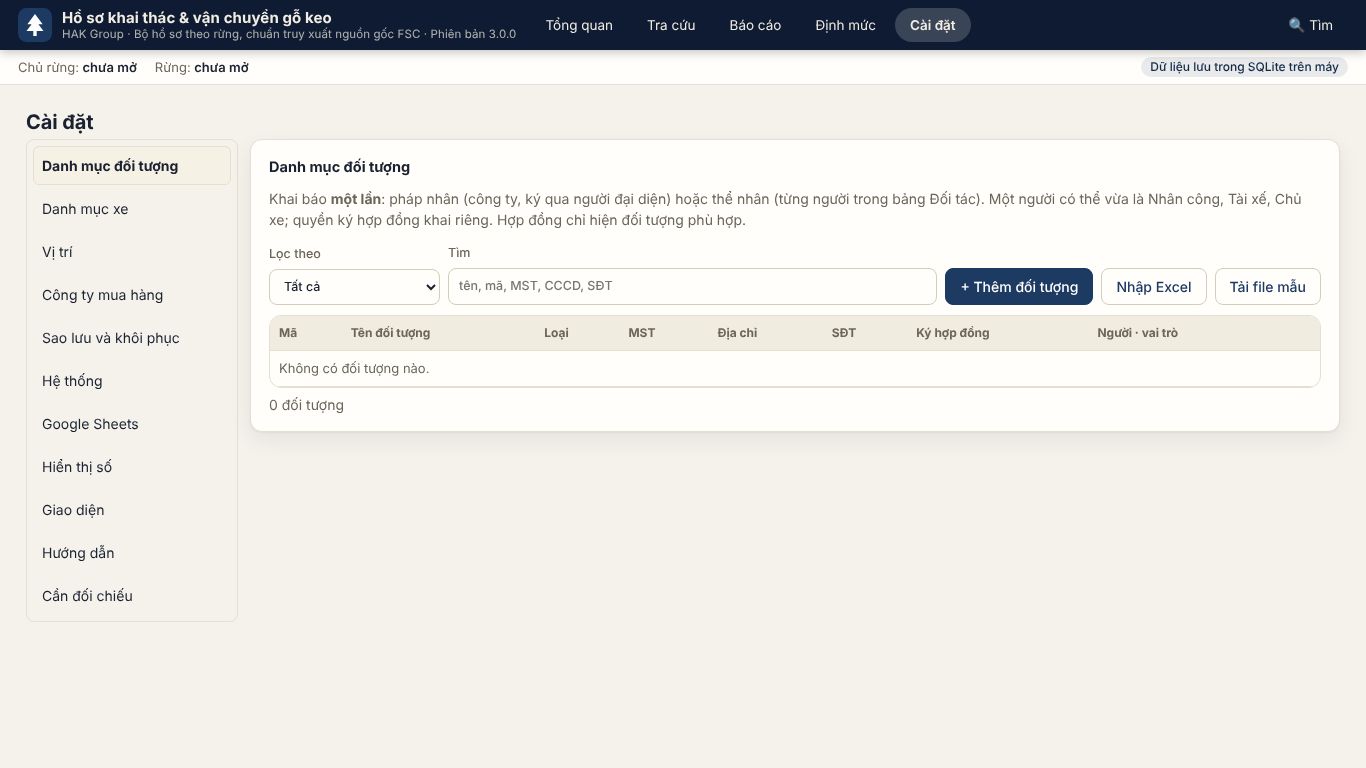 Hồ sơ khai thác & vận chuyển gỗ keo
HAK Group · Bộ hồ sơ theo rừng, chuẩn truy xuất nguồn gốc FSC · Phiên bản 3.0.0
Tổng quan
Tra cứu
Báo cáo
Định mức
Cài đặt
🔍 Tìm
Chủ rừng: chưa mở
Rừng: chưa mở
Dữ liệu lưu trong SQLite trên máy
Cài đặt
Danh mục đối tượng
Danh mục xe
Vị trí
Công ty mua hàng
Sao lưu và khôi phục
Hệ thống
Google Sheets
Hiển thị số
Giao diện
Hướng dẫn
Cần đối chiếu
Danh mục đối tượng
Khai báo một lần: pháp nhân (công ty, ký qua người đại diện) hoặc thể nhân (từng người trong bảng Đối tác). Một người có thể vừa là Nhân công, Tài xế, Chủ
xe; quyền ký hợp đồng khai riêng. Hợp đồng chỉ hiện đối tượng phù hợp.
Lọc theo
Tìm
Tất cả
tên, mã, MST, CCCD, SĐT
+ Thêm đối tượng
Nhập Excel
Tải file mẫu
Mã
Tên đối tượng
Loại
MST
Địa chỉ
SĐT
Ký hợp đồng
Người · vai trò
Không có đối tượng nào.
0 đối tượng